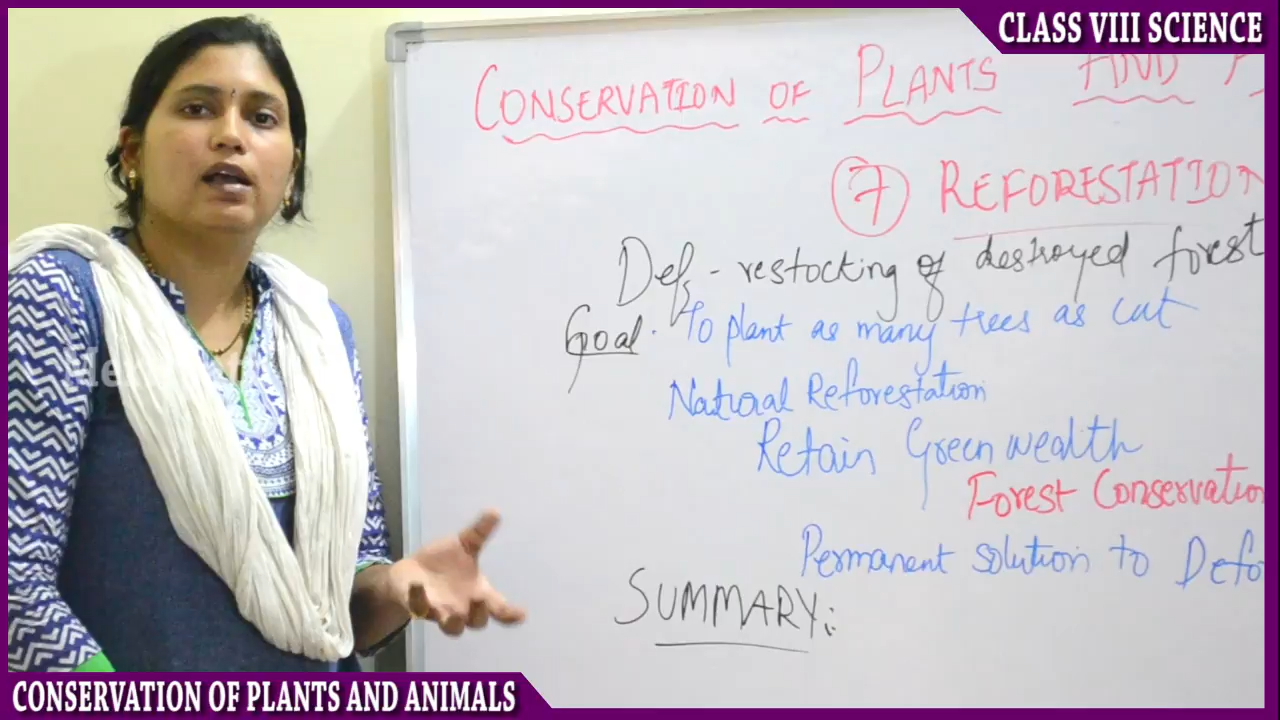 CLASS VIII SCIENCE
CONSERVATION OF PLANTS AND
7 REFORESTATION
Def - restocking of destroyed forest
Goal. To plant as many trees as cut
Natural Reforestation
Retain Green wealth
Forest Conservation
Permanent solution to Defo
SUMMARY:
CONSERVATION OF PLANTS AND ANIMALS